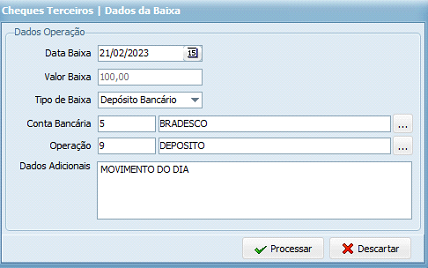 Cheques Terceiros | Dados da Baixa
Dados Operação
Data Baixa 21/02/2023 15
Valor Baixa 100,00
Tipo de Baixa Depósito Bancário
Conta Bancária 5 BRADESCO ...
Operação 9 DEPOSITO ...
Dados Adicionais MOVIMENTO DO DIA
Processar Descartar